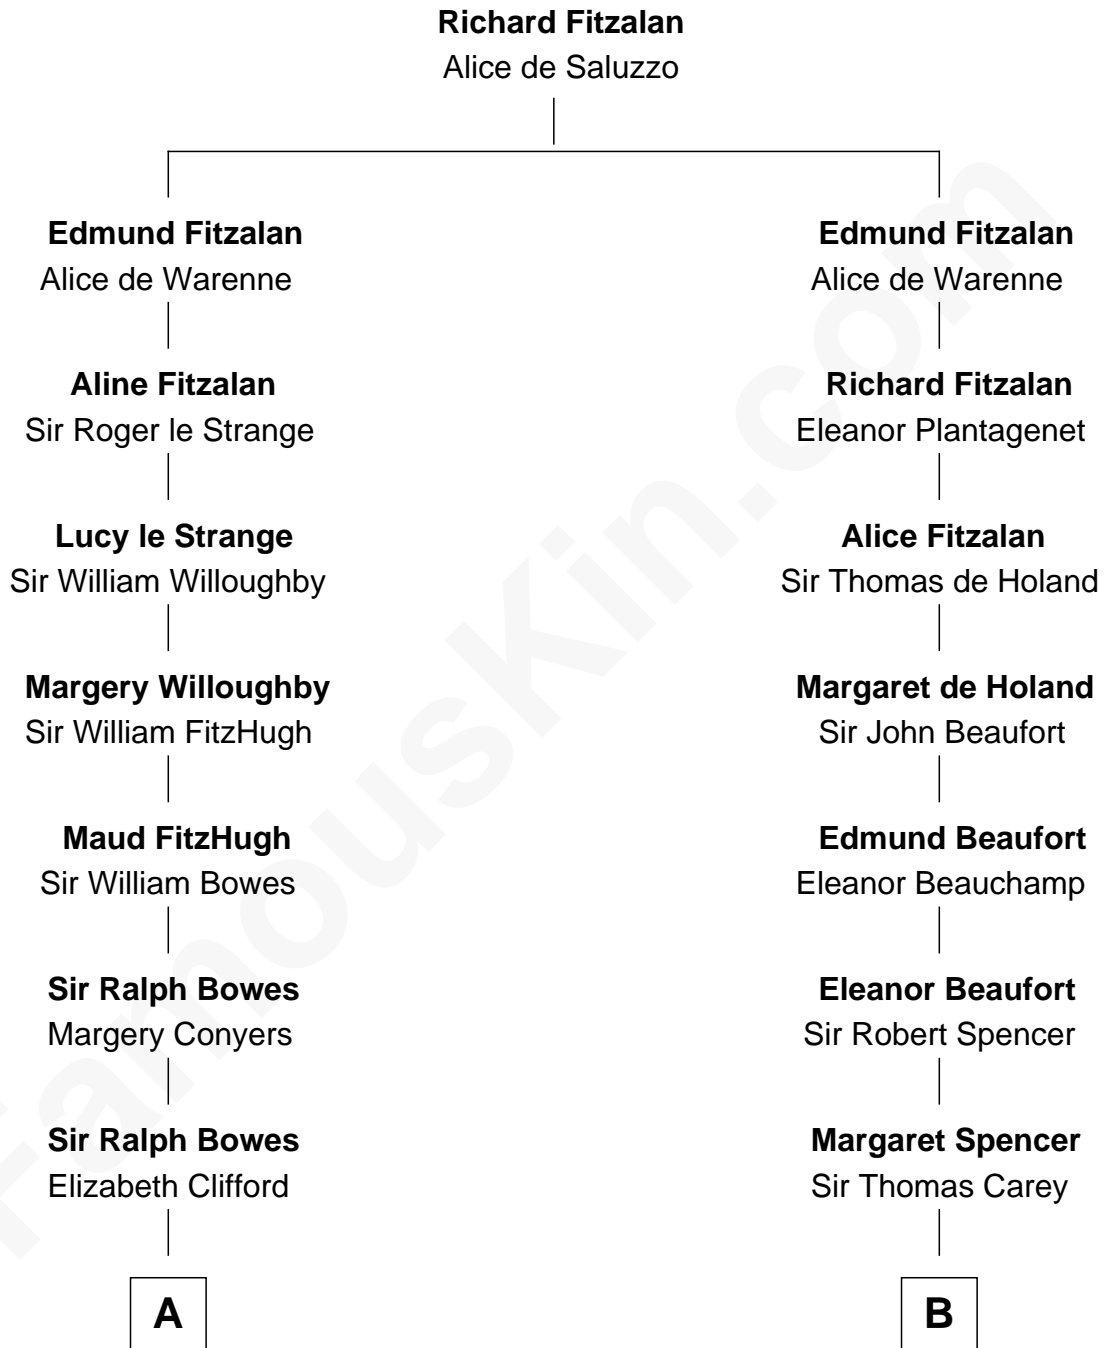 Richard Fitzalan
Alice de Saluzzo
Edmund Fitzalan
Alice de Warenne
Aline Fitzalan
Sir Roger le Strange
Lucy le Strange
Sir William Willoughby
Margery Willoughby
Sir William FitzHugh
Maud FitzHugh
Sir William Bowes
Sir Ralph Bowes
Margery Conyers
Sir Ralph Bowes
Elizabeth Clifford
A
Edmund Fitzalan
Alice de Warenne
Richard Fitzalan
Eleanor Plantagenet
Alice Fitzalan
Sir Thomas de Holand
Margaret de Holand
Sir John Beaufort
Edmund Beaufort
Eleanor Beauchamp
Eleanor Beaufort
Sir Robert Spencer
Margaret Spencer
Sir Thomas Carey
B
FamousKin.com